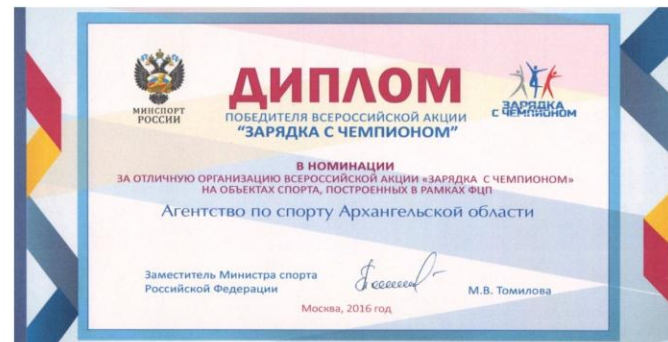 МИНСПОРТ
РОССИИ
ДИПЛОМ
ПОБЕДИТЕЛЯ ВСЕРОССИЙСКОЙ АКЦИИ
"ЗАРЯДКА С ЧЕМПИОНОМ"
ЗАРЯДКА
С ЧЕМПИОНОМ
В НОМИНАЦИИ
ЗА ОТЛИЧНУЮ ОРГАНИЗАЦИЮ ВСЕРОССИЙСКОЙ АКЦИИ «ЗАРЯДКА С ЧЕМПИОНОМ»
НА ОБЪЕКТАХ СПОРТА, ПОСТРОЕННЫХ В РАМКАХ ФЦП
Агентство по спорту Архангельской области
Заместитель Министра спорта
Российской Федерации
М.В. Томилова
Москва, 2016 год